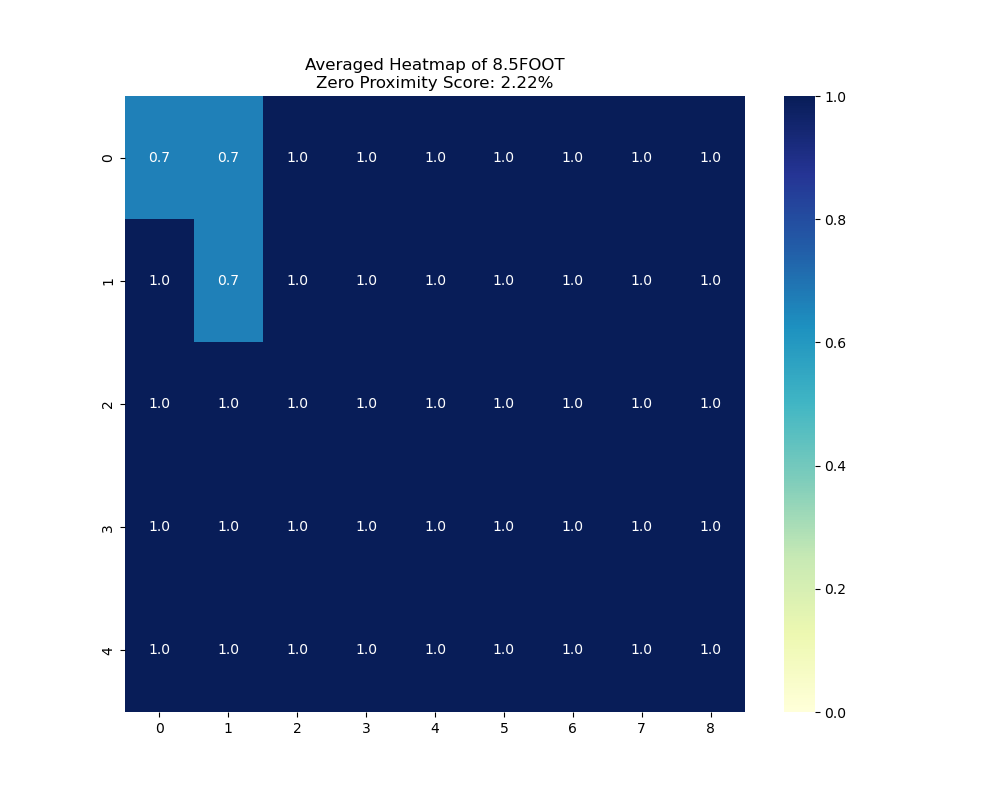 Averaged Heatmap of 8.5FOOT
Zero Proximity Score: 2.22%
0 0.7 0.7 1.0 1.0 1.0 1.0 1.0 1.0 1.0
1 1.0 0.7 1.0 1.0 1.0 1.0 1.0 1.0 1.0
2 1.0 1.0 1.0 1.0 1.0 1.0 1.0 1.0 1.0
3 1.0 1.0 1.0 1.0 1.0 1.0 1.0 1.0 1.0
4 1.0 1.0 1.0 1.0 1.0 1.0 1.0 1.0 1.0
0 1 2 3 4 5 6 7 8
1.0
0.8
0.6
0.4
0.2
0.0